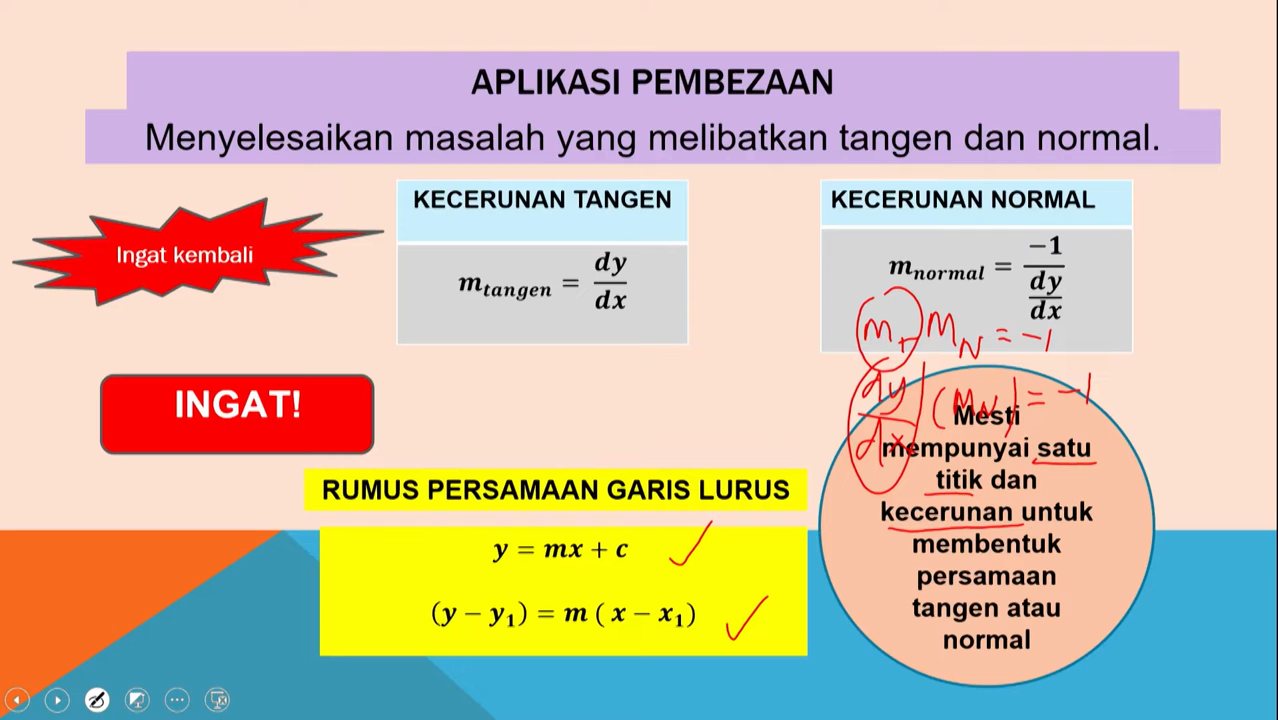 APLIKASI PEMBEZAAN
Menyelesaikan masalah yang melibatkan tangen dan normal.
Ingat kembali
KECERUNAN TANGEN
m_tangen = dy/dx
KECERUNAN NORMAL
m_normal = -1/(dy/dx)
m_T m_N = -1
dy/dx (m_N) = -1
INGAT!
RUMUS PERSAMAAN GARIS LURUS
y = mx + c
(y − y₁) = m ( x − x₁)
Mesti
mempunyai satu
titik dan
kecerunan untuk
membentuk
persamaan
tangen atau
normal